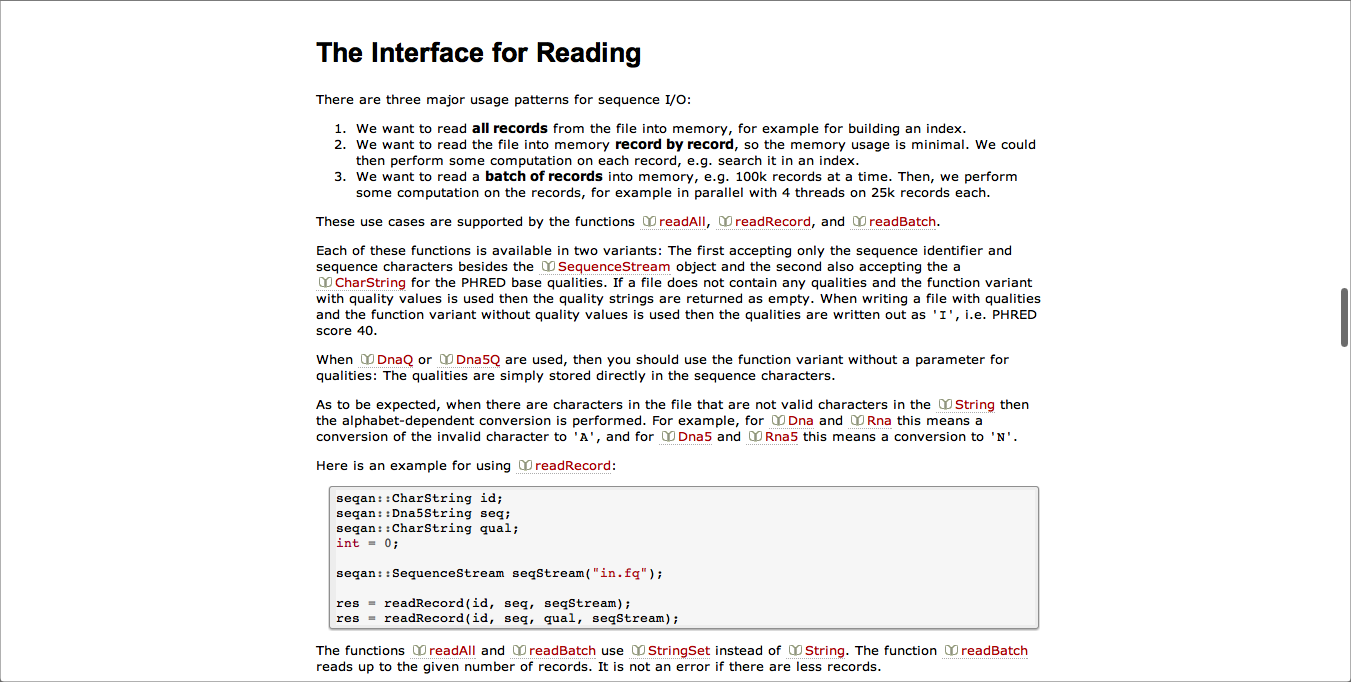 The Interface for Reading
There are three major usage patterns for sequence I/O:
1. We want to read all records from the file into memory, for example for building an index.
2. We want to read the file into memory record by record, so the memory usage is minimal. We could
then perform some computation on each record, e.g. search it in an index.
3. We want to read a batch of records into memory, e.g. 100k records at a time. Then, we perform
some computation on the records, for example in parallel with 4 threads on 25k records each.
These use cases are supported by the functions readAll, readRecord, and readBatch.
Each of these functions is available in two variants: The first accepting only the sequence identifier and
sequence characters besides the SequenceStream object and the second also accepting the a
CharString for the PHRED base qualities. If a file does not contain any qualities and the function variant
with quality values is used then the quality strings are returned as empty. When writing a file with qualities
and the function variant without quality values is used then the qualities are written out as 'I', i.e. PHRED
score 40.
When DnaQ or Dna5Q are used, then you should use the function variant without a parameter for
qualities: The qualities are simply stored directly in the sequence characters.
As to be expected, when there are characters in the file that are not valid characters in the String then
the alphabet-dependent conversion is performed. For example, for Dna and Rna this means a
conversion of the invalid character to 'A', and for Dna5 and Rna5 this means a conversion to 'N'.
Here is an example for using readRecord:
seqan::CharString id;
seqan::Dna5String seq;
seqan::CharString qual;
int = 0;
seqan::SequenceStream seqStream("in.fq");
res = readRecord(id, seq, seqStream);
res = readRecord(id, seq, qual, seqStream);
The functions readAll and readBatch use StringSet instead of String. The function readBatch
reads up to the given number of records. It is not an error if there are less records.